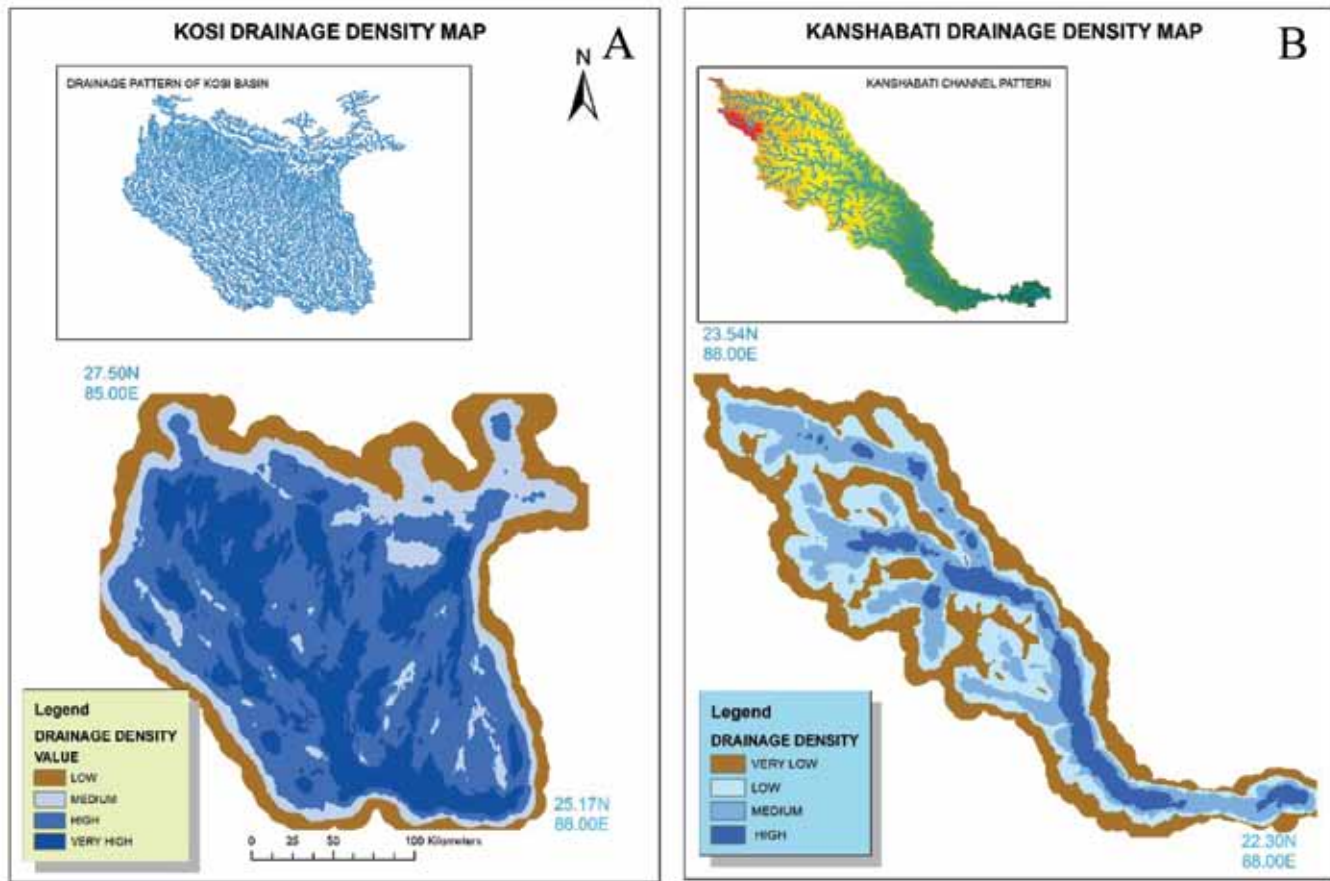 KOSI DRAINAGE DENSITY MAP
A
DRAINAGE PATTERN OF KOSI BASIN
N
27.50N
85.00E
Legend
DRAINAGE DENSITY
VALUE
LOW
MEDIUM
HIGH
VERY HIGH
0 25 50 100 Kilometers
25.17N
88.00E
KANSHABATI DRAINAGE DENSITY MAP
B
KANSHABATI CHANNEL PATTERN
23.54N
88.00E
Legend
DRAINAGE DENSITY
VERY LOW
LOW
MEDIUM
HIGH
22.30N
88.00E